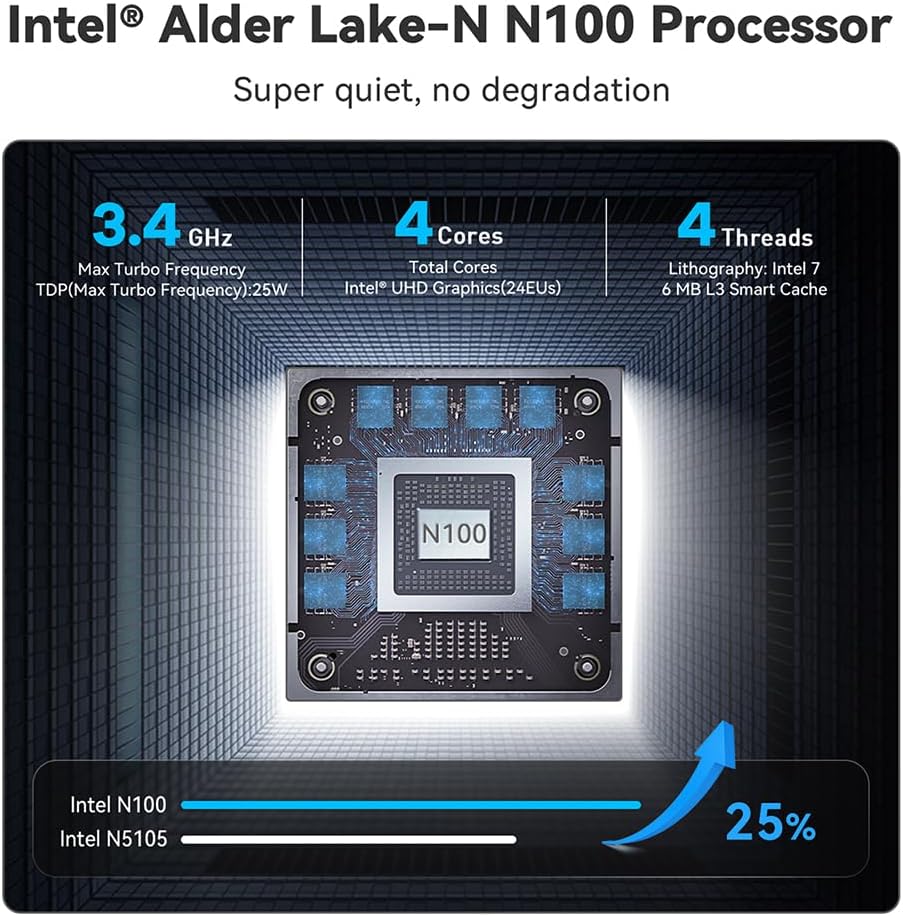 Intel® Alder Lake-N N100 Processor
Super quiet, no degradation
3.4 GHz
Max Turbo Frequency
TDP(Max Turbo Frequency):25W
4 Cores
Total Cores
Intel® UHD Graphics(24EUs)
4 Threads
Lithography: Intel 7
6 MB L3 Smart Cache
N100
Intel N100
Intel N5105
25%